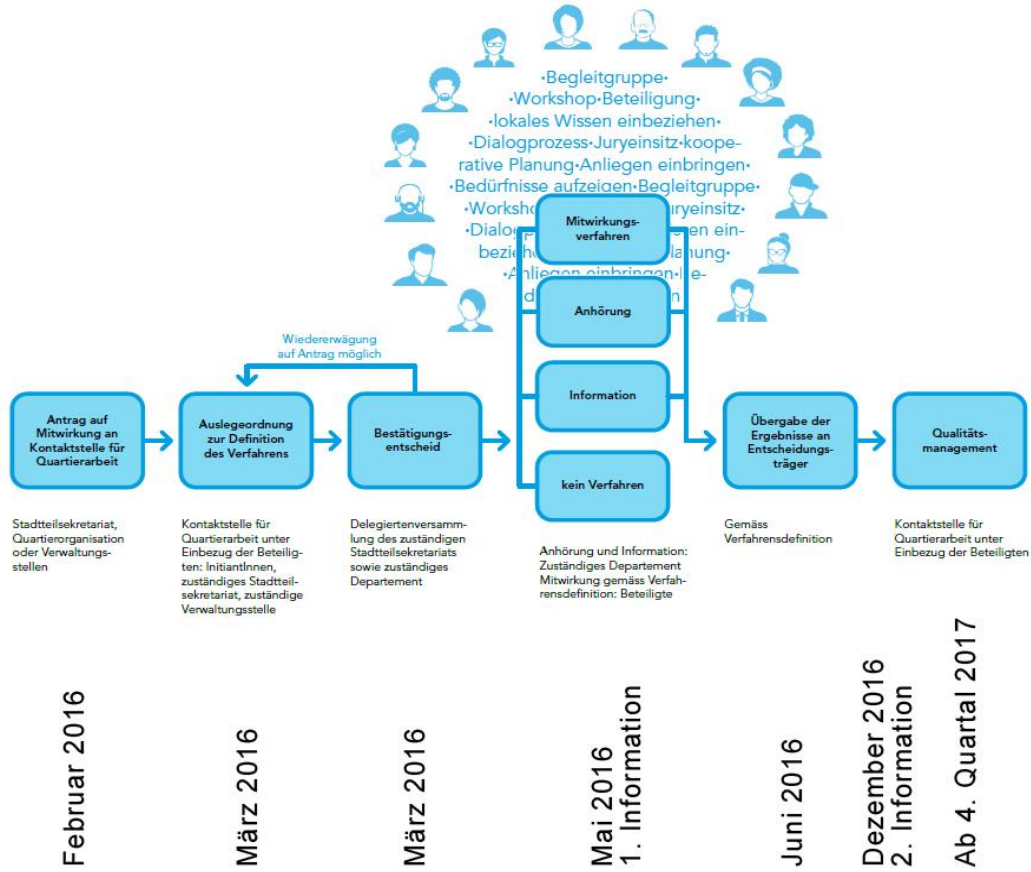 ·Begleitgruppe·
·Workshop·Beteiligung·
·lokales Wissen einbeziehen·
·Dialogprozess·Juryeinsitz·koope-
rative Planung·Anliegen einbringen·
·Bedürfnisse aufzeigen·Begleitgruppe·
Mitwirkungs-
verfahren
Anhörung
Information
kein Verfahren
Wiedererwägung
auf Antrag möglich
Antrag auf
Mitwirkung an
Kontaktstelle für
Quartierarbeit
Auslegeordnung
zur Definition
des Verfahrens
Bestätigungs-
entscheid
Übergabe der
Ergebnisse an
Entscheidungs-
träger
Qualitäts-
management
Stadtteilsekretariat,
Quartierorganisation
oder Verwaltungs-
stellen
Kontaktstelle für
Quartierarbeit unter
Einbezug der Beteilig-
ten: InitiantInnen,
zuständiges Stadtteil-
sekretariat, zuständige
Verwaltungsstelle
Delegiertenversamm-
lung des zuständigen
Stadtteilsekretariats
sowie zuständiges
Departement
Anhörung und Information:
Zuständiges Departement
Mitwirkung gemäss Verfah-
rensdefinition: Beteiligte
Gemäss
Verfahrensdefinition
Kontaktstelle für
Quartierarbeit unter
Einbezug der Beteiligten
Februar 2016
März 2016
März 2016
Mai 2016
1. Information
Juni 2016
Dezember 2016
2. Information
Ab 4. Quartal 2017